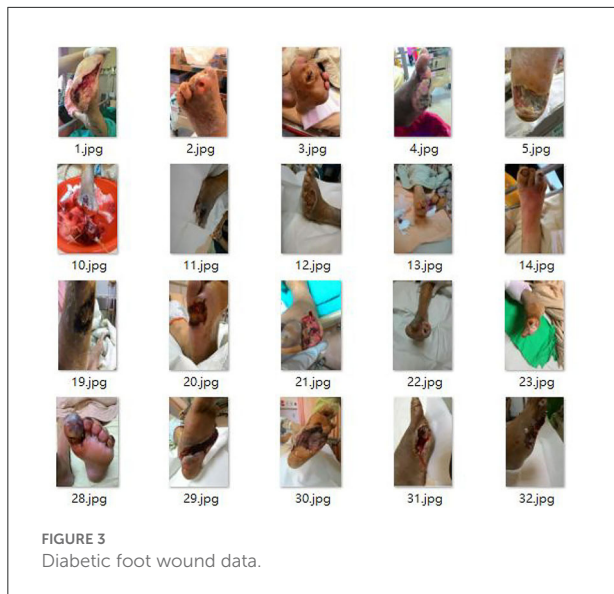 1.jpg 2.jpg 3.jpg 4.jpg 5.jpg
10.jpg 11.jpg 12.jpg 13.jpg 14.jpg
19.jpg 20.jpg 21.jpg 22.jpg 23.jpg
28.jpg 29.jpg 30.jpg 31.jpg 32.jpg
FIGURE 3
Diabetic foot wound data.